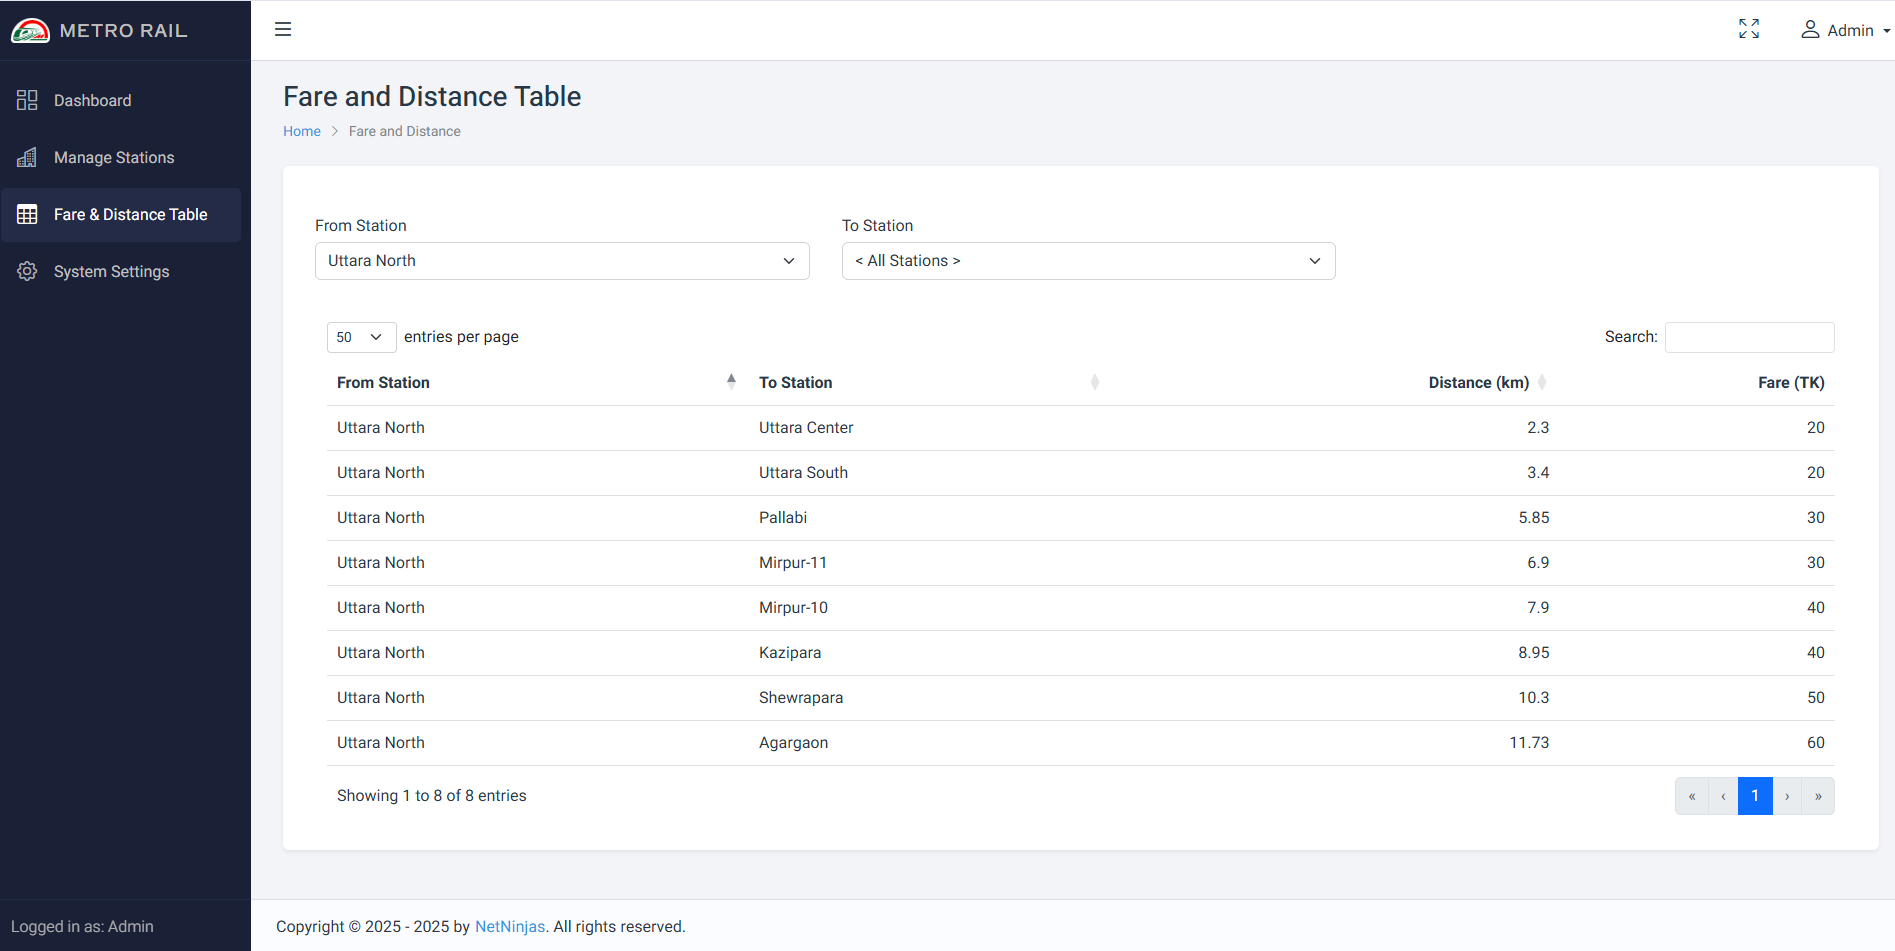 METRO RAIL
Admin
Dashboard
Manage Stations
Fare & Distance Table
System Settings
Fare and Distance Table
Home > Fare and Distance
From Station
To Station
Uttara North
< All Stations >
50 entries per page
Search:
From Station To Station Distance (km) Fare (TK)
Uttara North Uttara Center 2.3 20
Uttara North Uttara South 3.4 20
Uttara North Pallabi 5.85 30
Uttara North Mirpur-11 6.9 30
Uttara North Mirpur-10 7.9 40
Uttara North Kazipara 8.95 40
Uttara North Shewrapara 10.3 50
Uttara North Agargaon 11.73 60
Showing 1 to 8 of 8 entries
« ‹ 1 › »
Logged in as: Admin
Copyright © 2025 - 2025 by NetNinjas. All rights reserved.